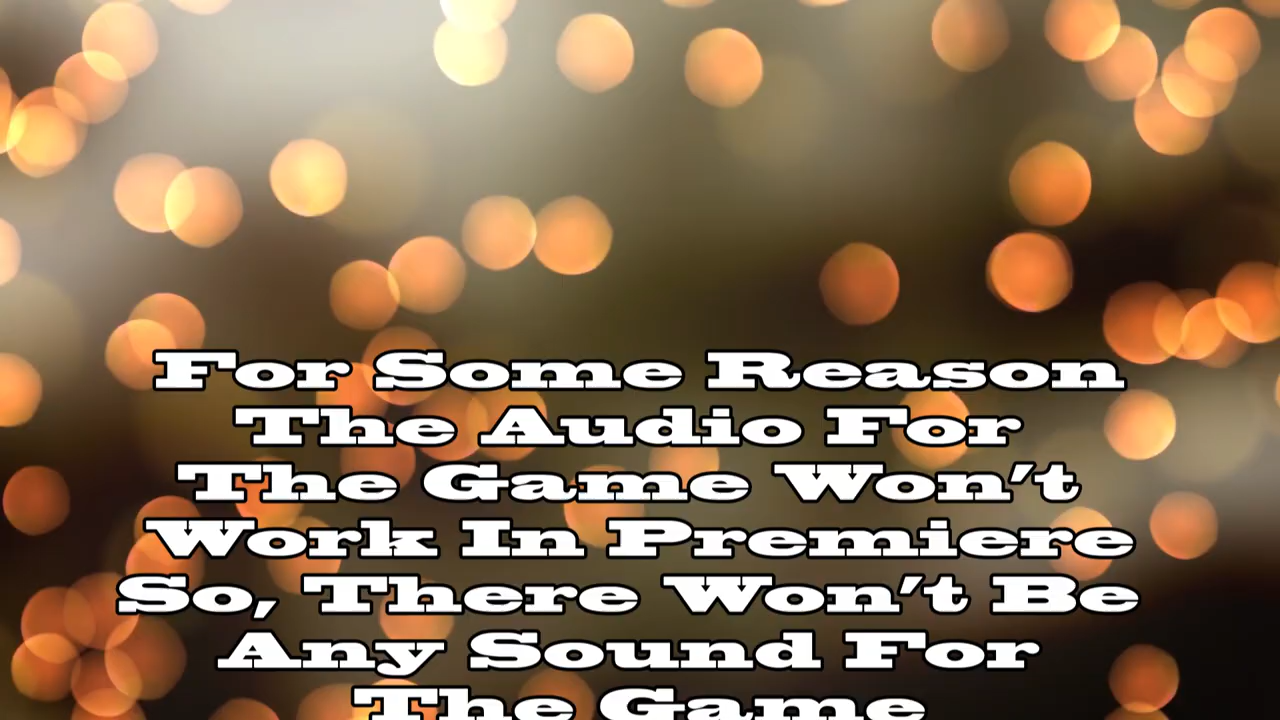 For Some Reason
The Audio For
The Game Won't
Work In Premiere
So, There Won't Be
Any Sound For
The Game